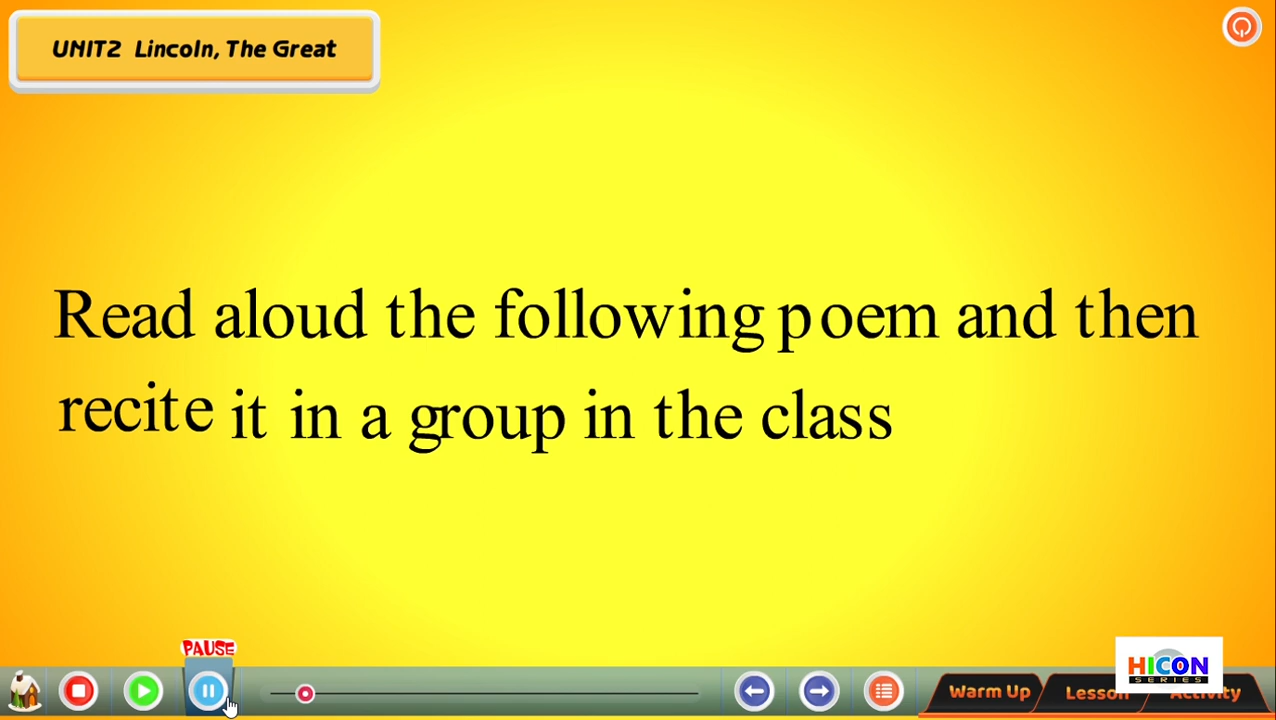 UNIT2 Lincoln, The Great
Read aloud the following poem and then
recite it in a group in the class
PAUSE
HICON
SERIES
Warm Up
Lesson
Activity